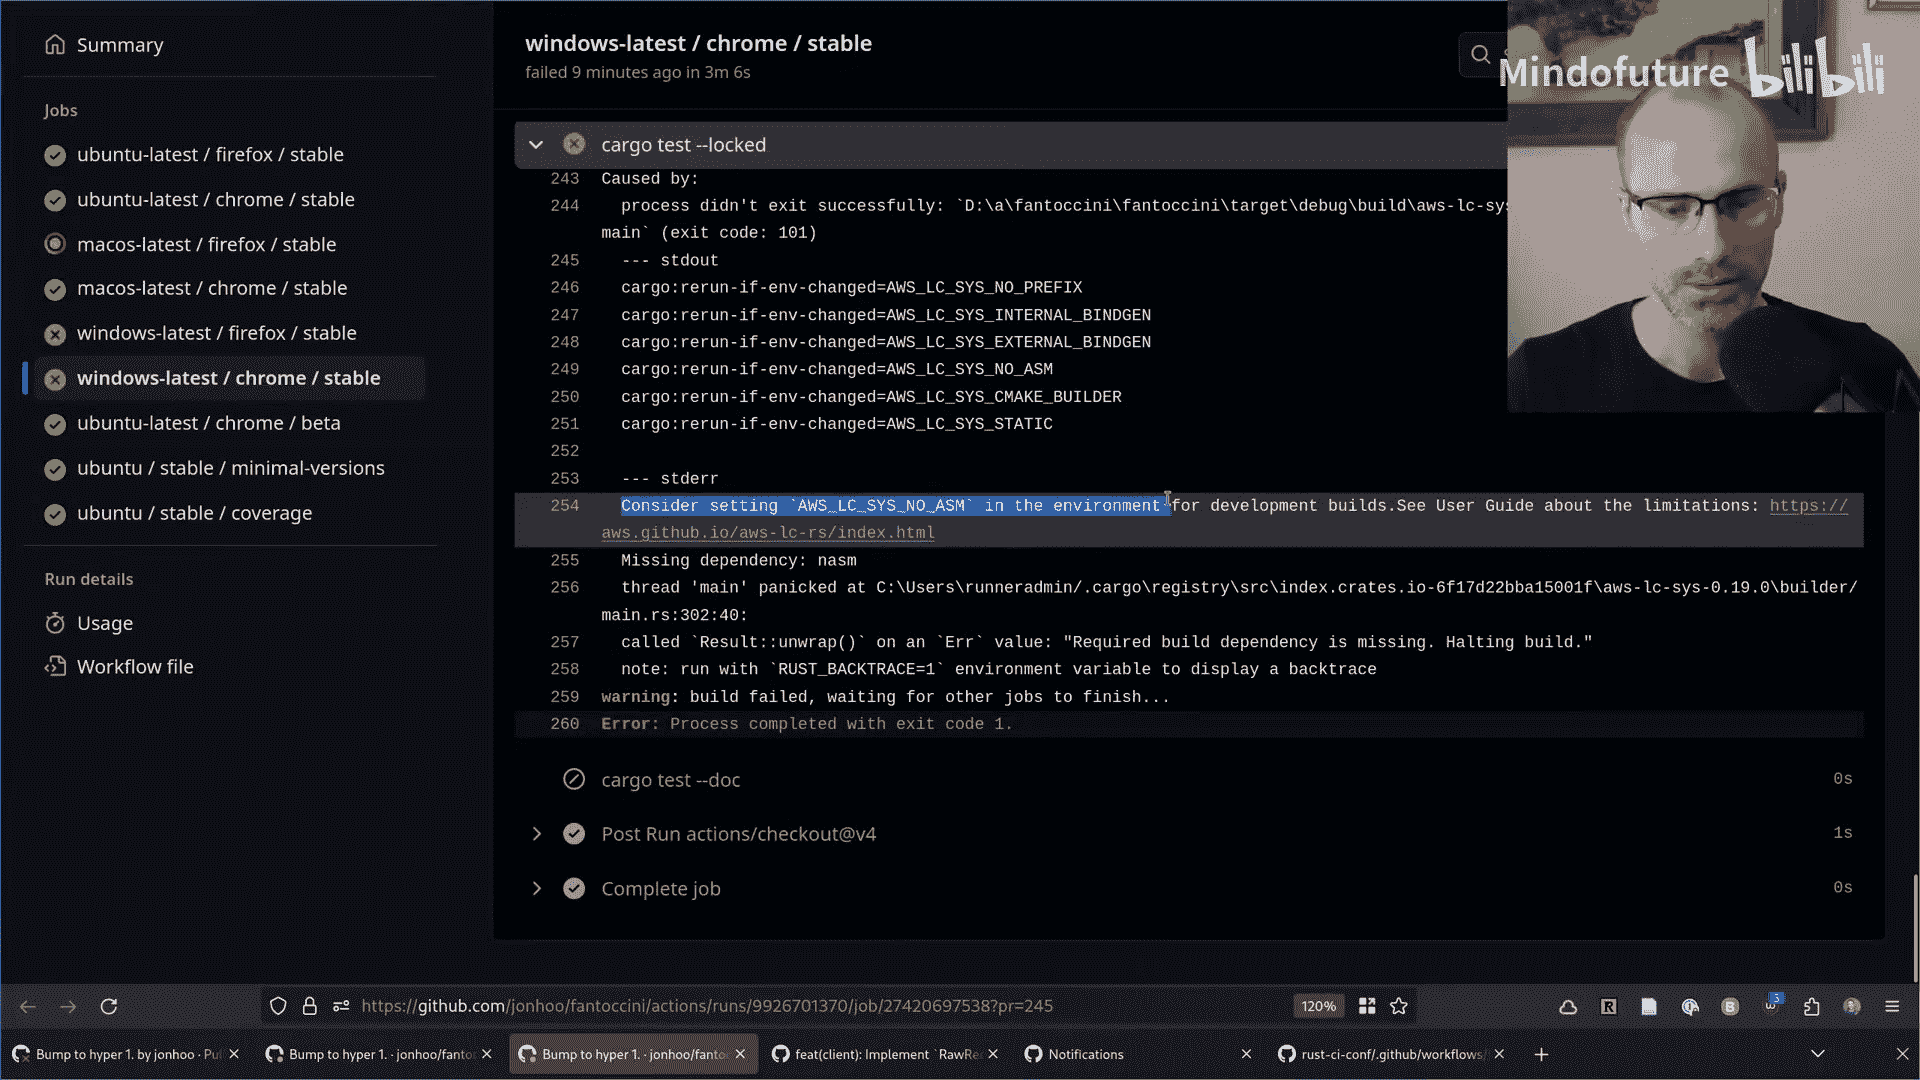 Summary
Jobs
ubuntu-latest / firefox / stable
ubuntu-latest / chrome / stable
macos-latest / firefox / stable
macos-latest / chrome / stable
windows-latest / firefox / stable
windows-latest / chrome / stable
ubuntu-latest / chrome / beta
ubuntu / stable / minimal-versions
ubuntu / stable / coverage
Run details
Usage
Workflow file
windows-latest / chrome / stable
failed 9 minutes ago in 3m 6s
Mindofuture bilibili
cargo test --locked
243 Caused by:
244 process didn't exit successfully: `D:\a\fantoccini\fantoccini\target\debug\build\aws-lc-sys
main` (exit code: 101)
245 --- stdout
246 cargo:rerun-if-env-changed=AWS_LC_SYS_NO_PREFIX
247 cargo:rerun-if-env-changed=AWS_LC_SYS_INTERNAL_BINDGEN
248 cargo:rerun-if-env-changed=AWS_LC_SYS_EXTERNAL_BINDGEN
249 cargo:rerun-if-env-changed=AWS_LC_SYS_NO_ASM
250 cargo:rerun-if-env-changed=AWS_LC_SYS_CMAKE_BUILDER
251 cargo:rerun-if-env-changed=AWS_LC_SYS_STATIC
252
253 --- stderr
254 Consider setting `AWS_LC_SYS_NO_ASM` in the environment for development builds.See User Guide about the limitations: https://
aws.github.io/aws-lc-rs/index.html
255 Missing dependency: nasm
256 thread 'main' panicked at C:\Users\runneradmin/.cargo\registry\src\index.crates.io-6f17d22bba15001f\aws-lc-sys-0.19.0\builder/
main.rs:302:40:
257 called `Result::unwrap()` on an `Err` value: "Required build dependency is missing. Halting build."
258 note: run with `RUST_BACKTRACE=1` environment variable to display a backtrace
259 warning: build failed, waiting for other jobs to finish...
260 Error: Process completed with exit code 1.
cargo test --doc 0s
Post Run actions/checkout@v4 1s
Complete job 0s
https://github.com/jonhoo/fantoccini/actions/runs/9926701370/job/27420697538?pr=245 120% 3
Bump to hyper 1. by jonhoo · Pul
Bump to hyper 1. · jonhoo/fanto
Bump to hyper 1. · jonhoo/fanto
feat(client): Implement `RawRe
Notifications
rust-ci-conf/.github/workflows/